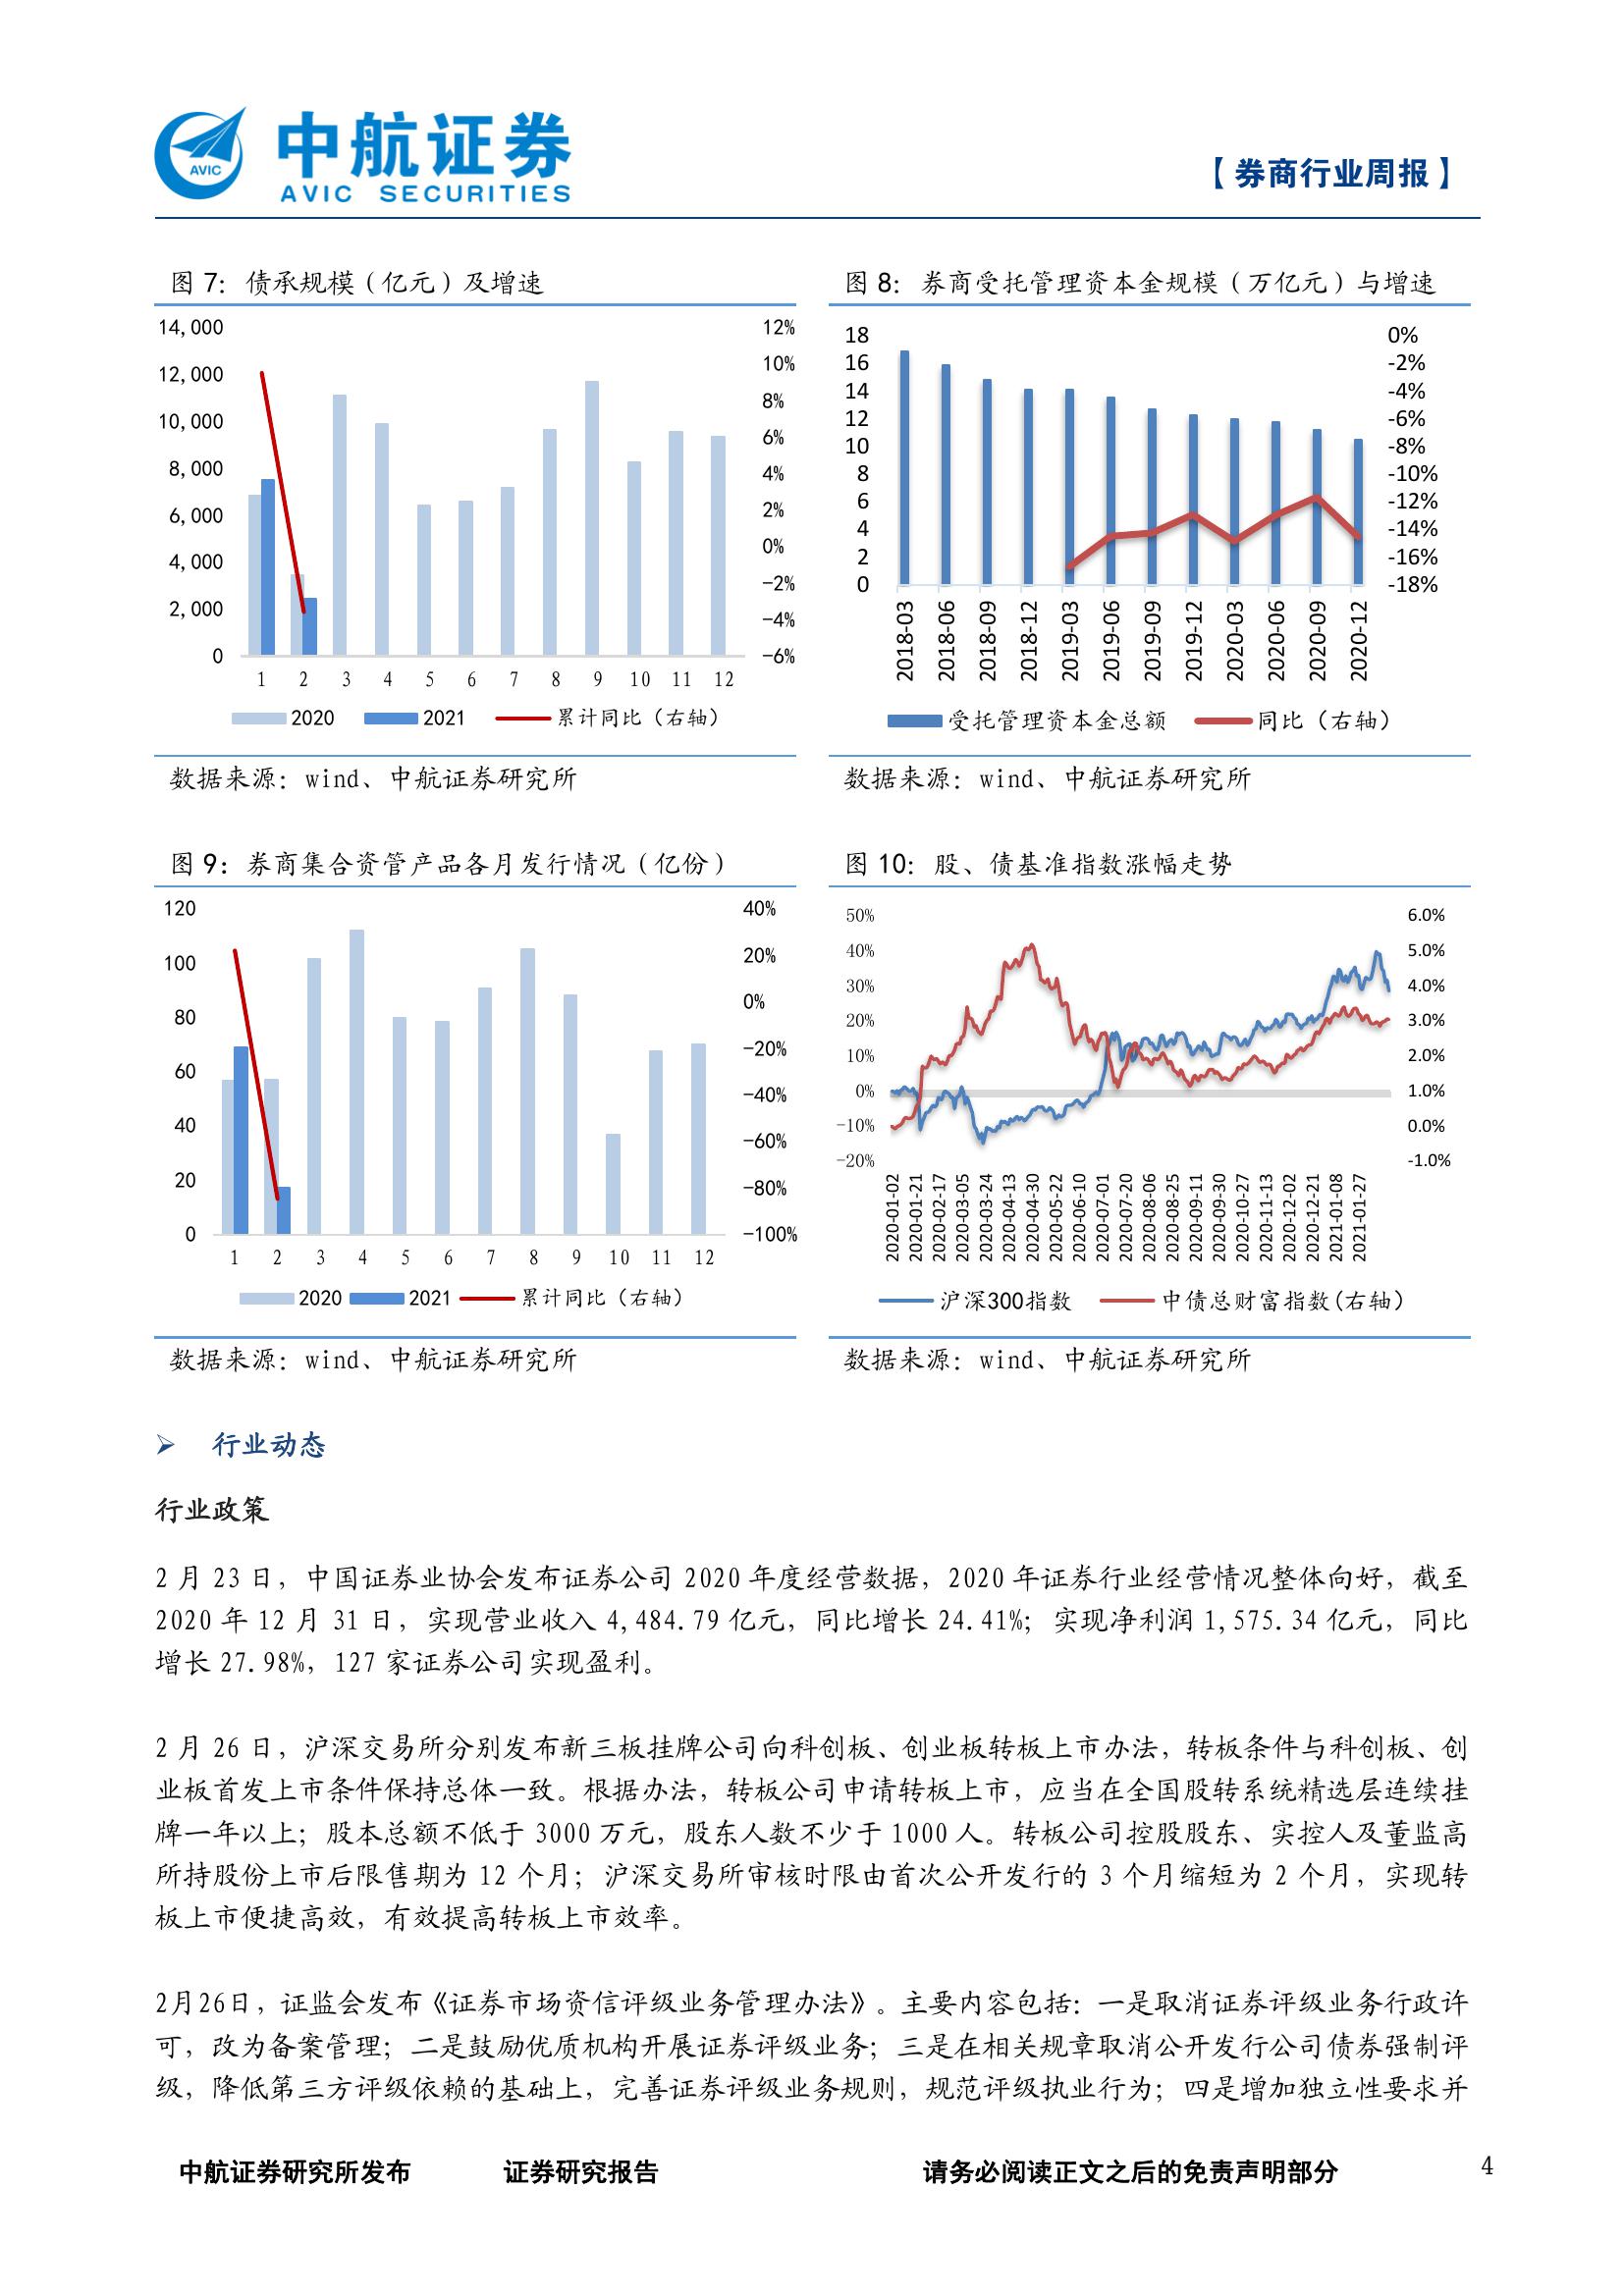 AVIC
中航证券
AVIC SECURITIES
【券商行业周报】
图 7：债承规模（亿元）及增速
14,000
12,000
10,000
8,000
6,000
4,000
2,000
0
12%
10%
8%
6%
4%
2%
0%
-2%
-4%
-6%
1 2 3 4 5 6 7 8 9 10 11 12
2020 2021 累计同比（右轴）
数据来源：wind、中航证券研究所
图 8：券商受托管理资本金规模（万亿元）与增速
18
16
14
12
10
8
6
4
2
0
0%
-2%
-4%
-6%
-8%
-10%
-12%
-14%
-16%
-18%
2018-03 2018-06 2018-09 2018-12 2019-03 2019-06 2019-09 2019-12 2020-03 2020-06 2020-09 2020-12
受托管理资本金总额 同比（右轴）
数据来源：wind、中航证券研究所
图 9：券商集合资管产品各月发行情况（亿份）
120
100
80
60
40
20
0
40%
20%
0%
-20%
-40%
-60%
-80%
-100%
1 2 3 4 5 6 7 8 9 10 11 12
2020 2021 累计同比（右轴）
数据来源：wind、中航证券研究所
图 10：股、债基准指数涨幅走势
50%
40%
30%
20%
10%
0%
-10%
-20%
6.0%
5.0%
4.0%
3.0%
2.0%
1.0%
0.0%
-1.0%
2020-01-02 2020-01-21 2020-02-17 2020-03-05 2020-03-24 2020-04-13 2020-04-30 2020-05-22 2020-06-10 2020-07-01 2020-07-20 2020-08-06 2020-08-25 2020-09-11 2020-09-30 2020-10-27 2020-11-13 2020-12-02 2020-12-21 2021-01-08 2021-01-27
沪深300指数 中债总财富指数(右轴）
数据来源：wind、中航证券研究所
➢ 行业动态
行业政策
2 月 23 日，中国证券业协会发布证券公司 2020 年度经营数据，2020 年证券行业经营情况整体向好，截至
2020 年 12 月 31 日，实现营业收入 4,484.79 亿元，同比增长 24.41%；实现净利润 1,575.34 亿元，同比
增长 27.98%，127 家证券公司实现盈利。
2 月 26 日，沪深交易所分别发布新三板挂牌公司向科创板、创业板转板上市办法，转板条件与科创板、创
业板首发上市条件保持总体一致。根据办法，转板公司申请转板上市，应当在全国股转系统精选层连续挂
牌一年以上；股本总额不低于 3000 万元，股东人数不少于 1000 人。转板公司控股股东、实控人及董监高
所持股份上市后限售期为 12 个月；沪深交易所审核时限由首次公开发行的 3 个月缩短为 2 个月，实现转
板上市便捷高效，有效提高转板上市效率。
2月26日，证监会发布《证券市场资信评级业务管理办法》。主要内容包括：一是取消证券评级业务行政许
可，改为备案管理；二是鼓励优质机构开展证券评级业务；三是在相关规章取消公开发行公司债券强制评
级，降低第三方评级依赖的基础上，完善证券评级业务规则，规范评级执业行为；四是增加独立性要求并
中航证券研究所发布 证券研究报告 请务必阅读正文之后的免责声明部分 4